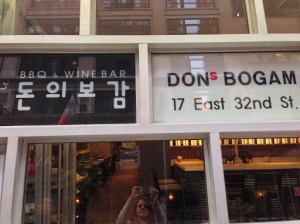 BBQ & WINE BAR
돈의보감
DONS BOGAM
17 East 32nd St.